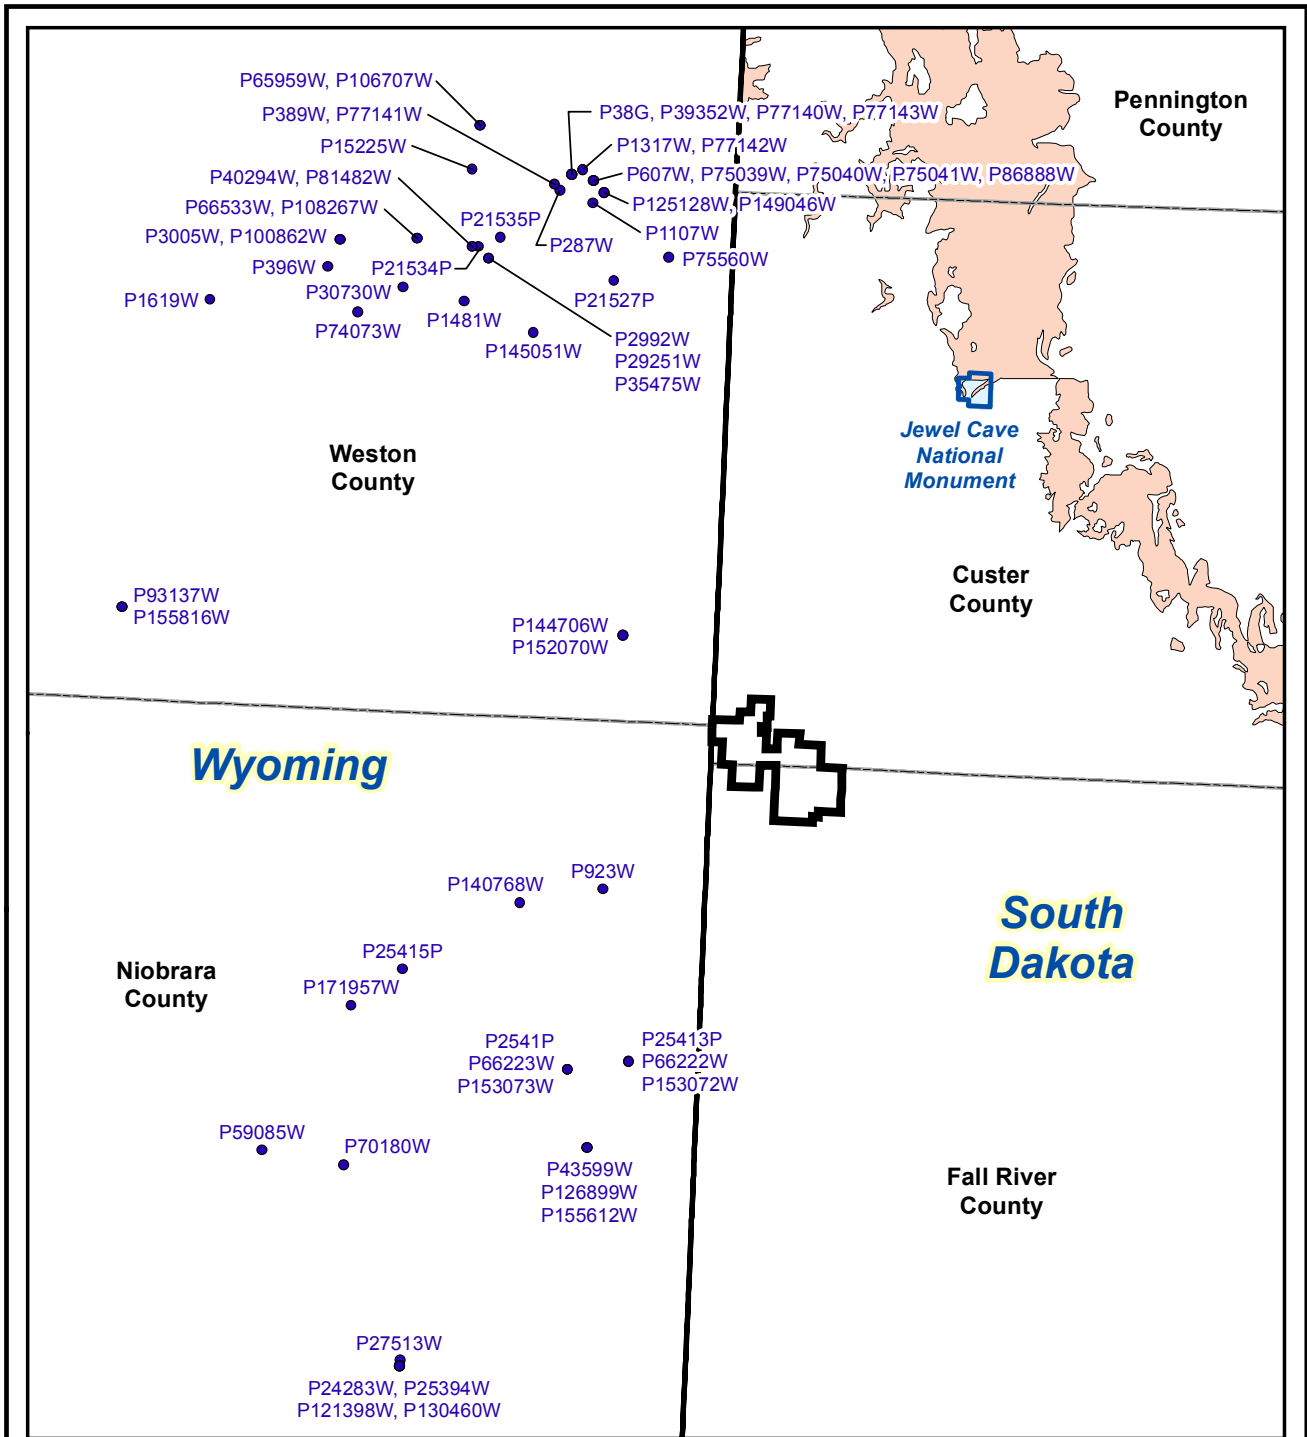 P65959W, P106707W
P389W, P77141W
P38G, P39352W, P77140W, P77143W
Pennington
County
P15225W
P1317W, P77142W
P40294W, P81482W
P607W, P75039W, P75040W, P75041W, P86888W
P66533W, P108267W
P125128W, P149046W
P21535P
P3005W, P100862W
P287W
P1107W
P396W
P21534P
P75560W
P1619W
P30730W
P21527P
P74073W
P1481W
P145051W
P2992W
P29251W
P35475W
Jewel Cave
National
Monument
Weston
County
Custer
County
P93137W
P155816W
P144706W
P152070W
Wyoming
P923W
P140768W
South
Dakota
P25415P
P171957W
Niobrara
County
P2541P
P66223W
P153073W
P25413P
P66222W
P153072W
P59085W
P70180W
P43599W
P126899W
P155612W
Fall River
County
P27513W
P24283W, P25394W
P121398W, P130460W